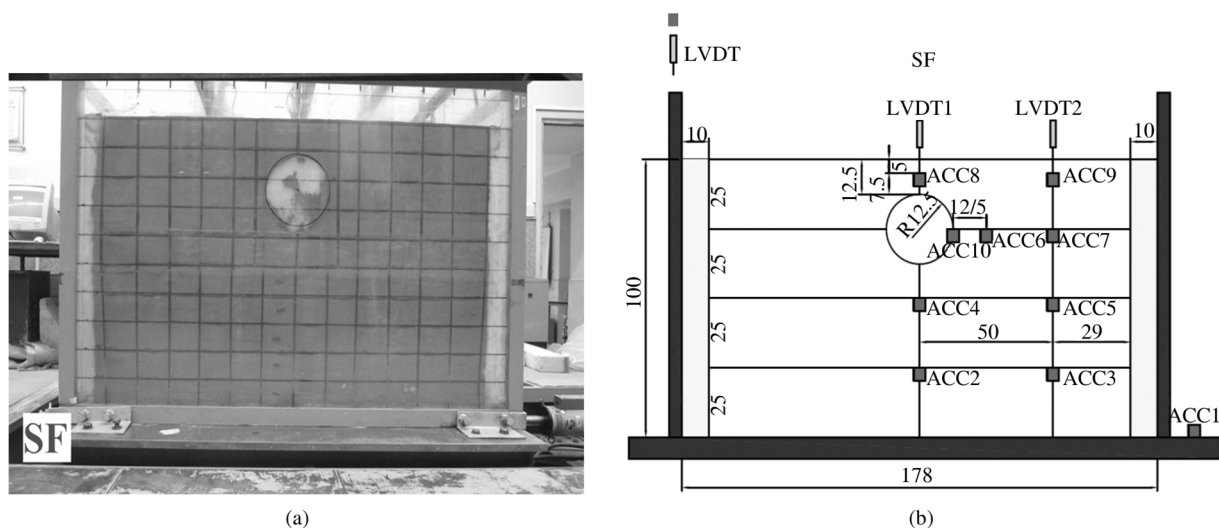 SF
(a)
LVDT
SF
LVDT1
LVDT2
10
10
5
12.5
7.5
ACC8
ACC9
25
R12.5
12/5
ACC10
ACC6
ACC7
25
100
ACC4
ACC5
25
50
29
ACC2
ACC3
25
ACC1
178
(b)